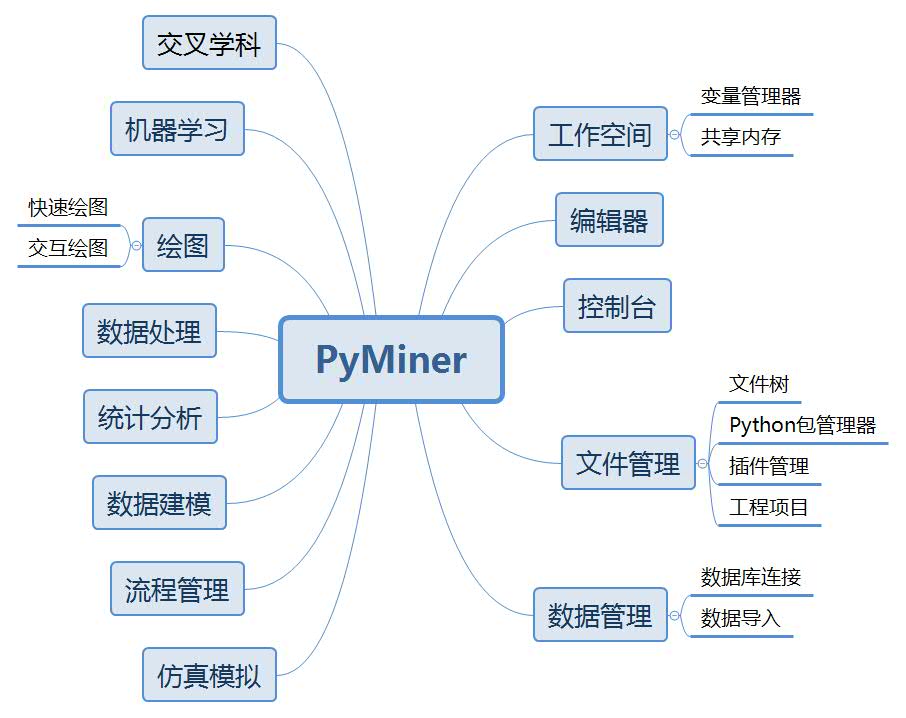 交叉学科
机器学习
快速绘图
交互绘图
绘图
数据处理
统计分析
数据建模
流程管理
仿真模拟
PyMiner
工作空间
变量管理器
共享内存
编辑器
控制台
文件管理
文件树
Python包管理器
插件管理
工程项目
数据管理
数据库连接
数据导入